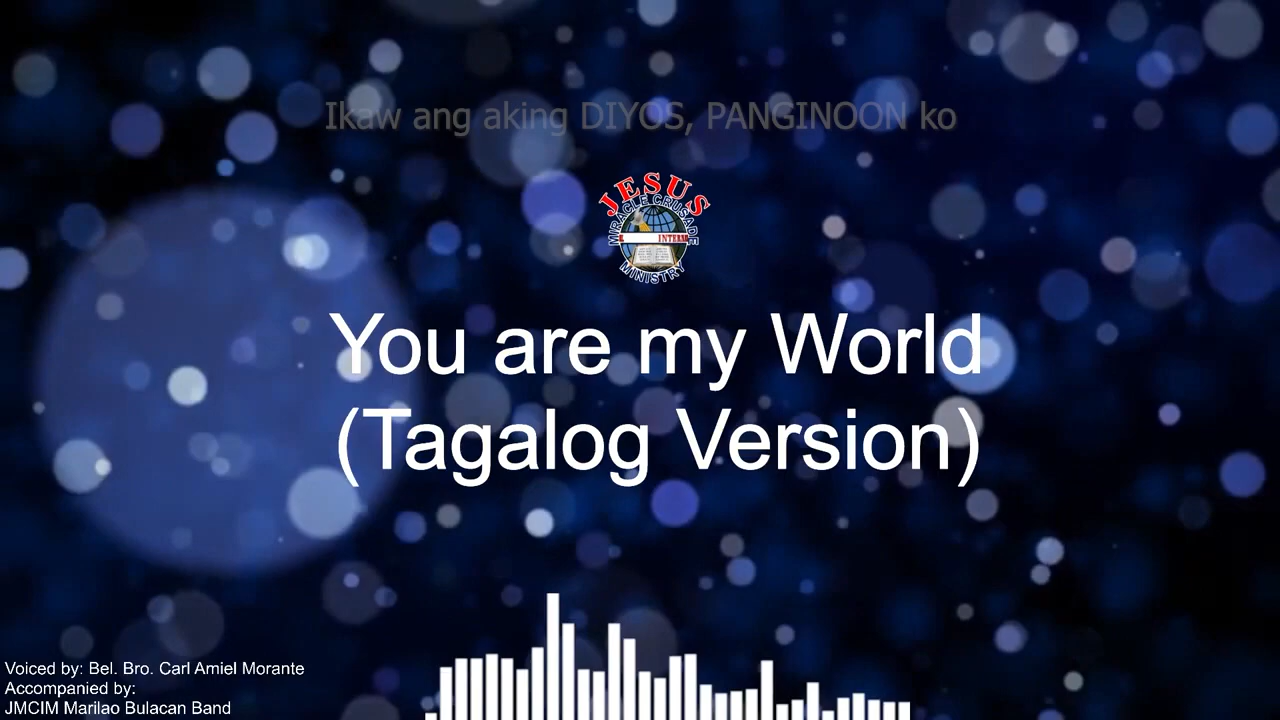 Ikaw ang aking DIYOS, PANGINOON ko
JESUS
MIRACLE CRUSADE
MINISTRY
You are my World
(Tagalog Version)
Voiced by: Bel. Bro. Carl Amiel Morante
Accompanied by:
JMCIM Marilao Bulacan Band